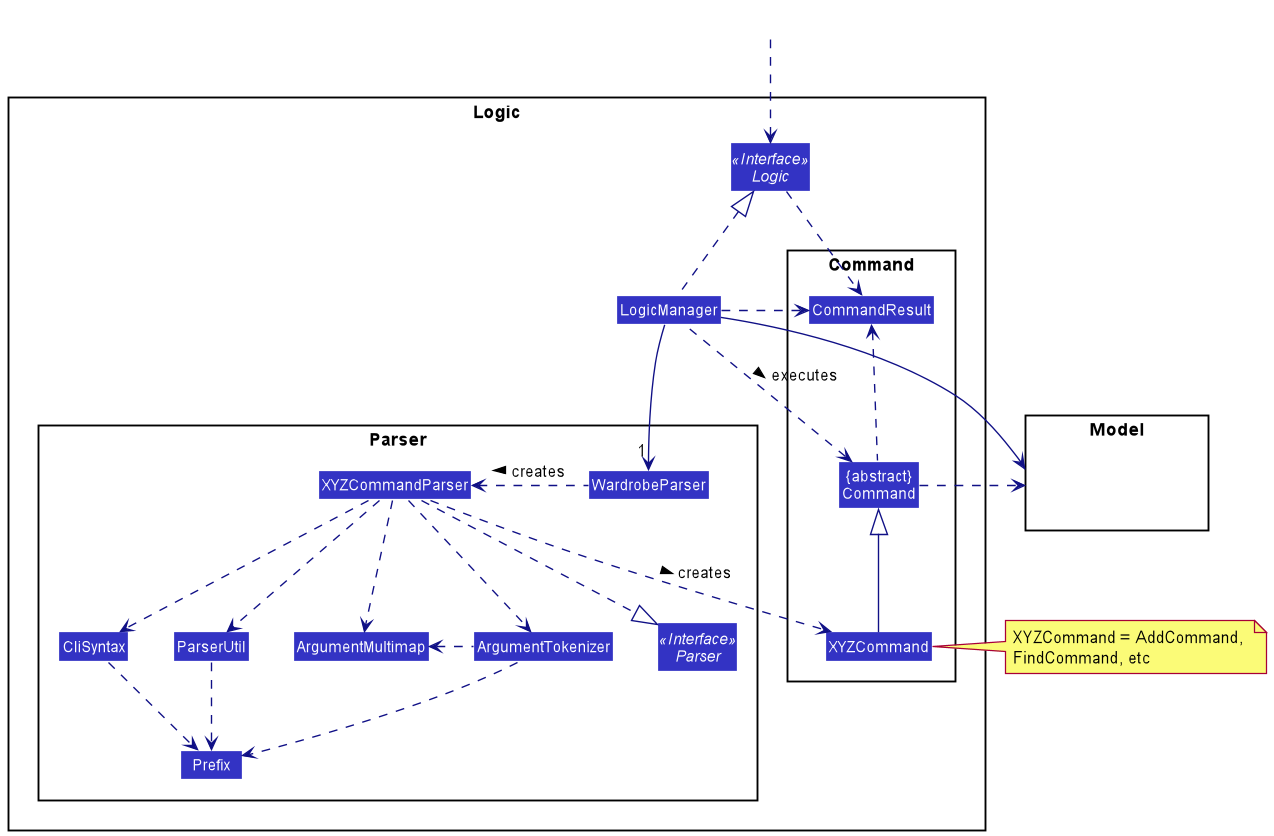 Logic
«Interface»
Logic
Command
LogicManager
CommandResult
executes
Model
Parser
1
XYZCommandParser
creates
WardrobeParser
{abstract}
Command
creates
CliSyntax
ParserUtil
ArgumentMultimap
ArgumentTokenizer
«Interface»
Parser
XYZCommand
XYZCommand = AddCommand,
FindCommand, etc
Prefix